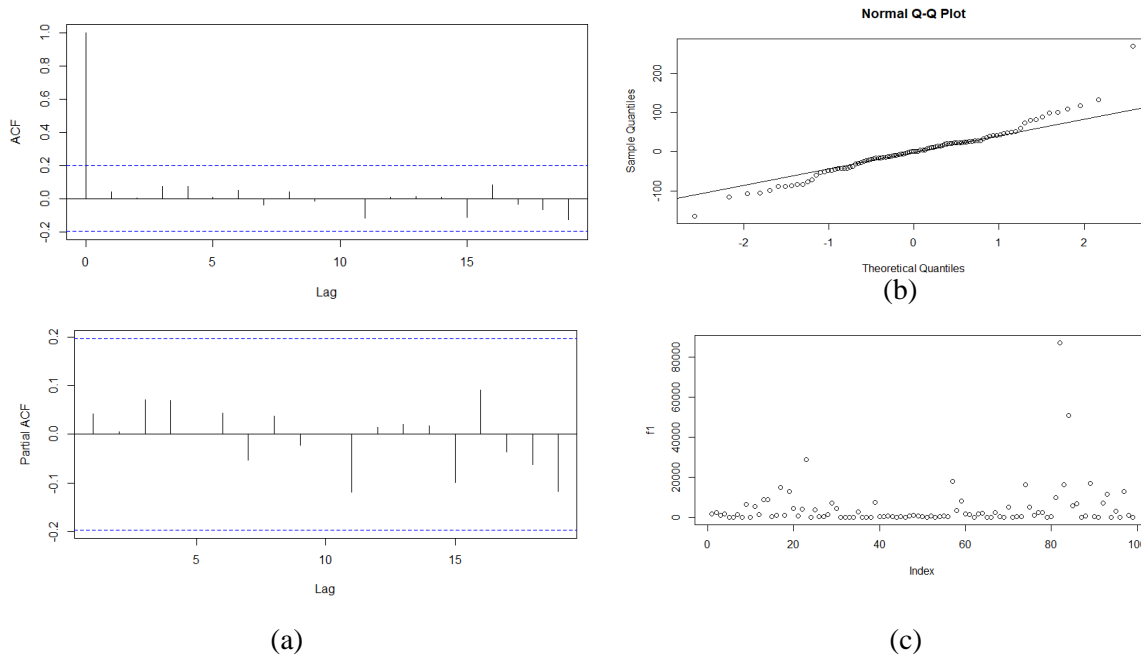 ACF
1.0
0.8
0.6
0.4
0.2
0.0
-0.2
0 5 10 15
Lag
Normal Q-Q Plot
Sample Quantiles
200
100
0
-100
-2 -1 0 1 2
Theoretical Quantiles
(b)
Partial ACF
0.2
0.1
0.0
-0.1
-0.2
5 10 15
Lag
(a)
f1
80000
60000
40000
20000
0
0 20 40 60 80 100
Index
(c)